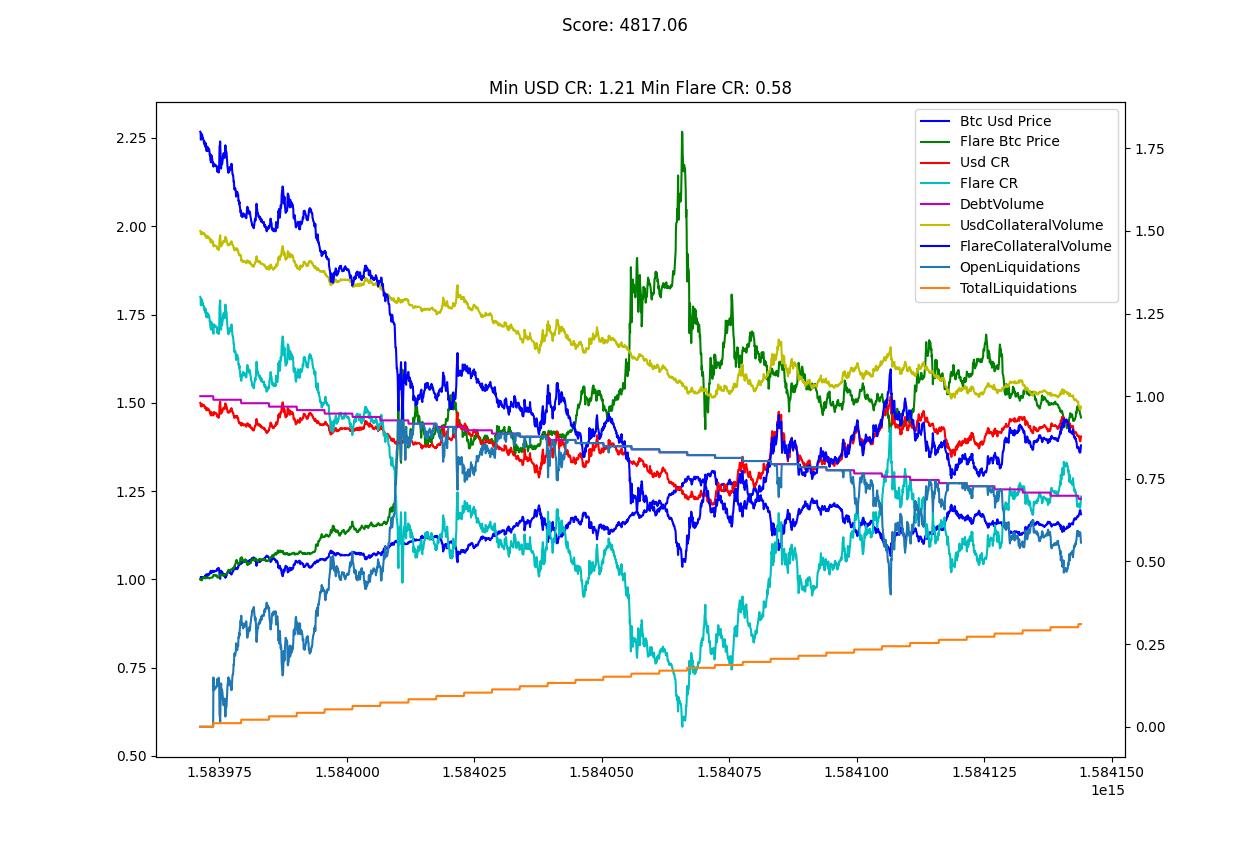 Score: 4817.06
Min USD CR: 1.21 Min Flare CR: 0.58
Btc Usd Price
Flare Btc Price
Usd CR
Flare CR
DebtVolume
UsdCollateralVolume
FlareCollateralVolume
OpenLiquidations
TotalLiquidations
2.25
2.00
1.75
1.50
1.25
1.00
0.75
0.50
1.75
1.50
1.25
1.00
0.75
0.50
0.25
0.00
1.583975 1.584000 1.584025 1.584050 1.584075 1.584100 1.584125 1.584150
1e15